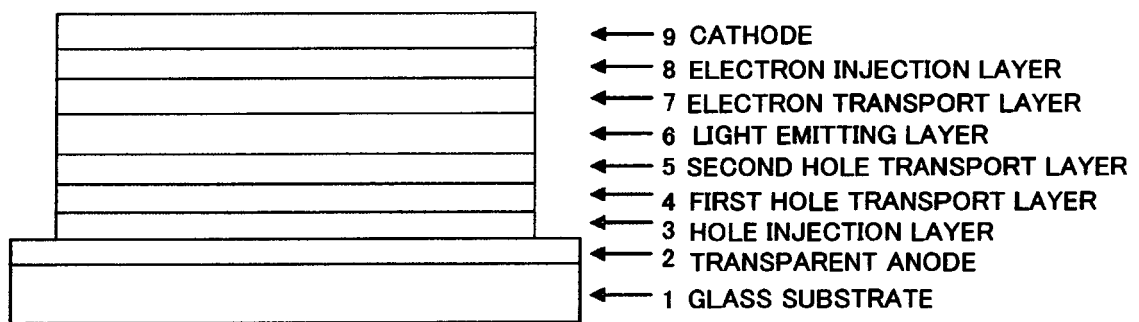 9 CATHODE
8 ELECTRON INJECTION LAYER
7 ELECTRON TRANSPORT LAYER
6 LIGHT EMITTING LAYER
5 SECOND HOLE TRANSPORT LAYER
4 FIRST HOLE TRANSPORT LAYER
3 HOLE INJECTION LAYER
2 TRANSPARENT ANODE
1 GLASS SUBSTRATE